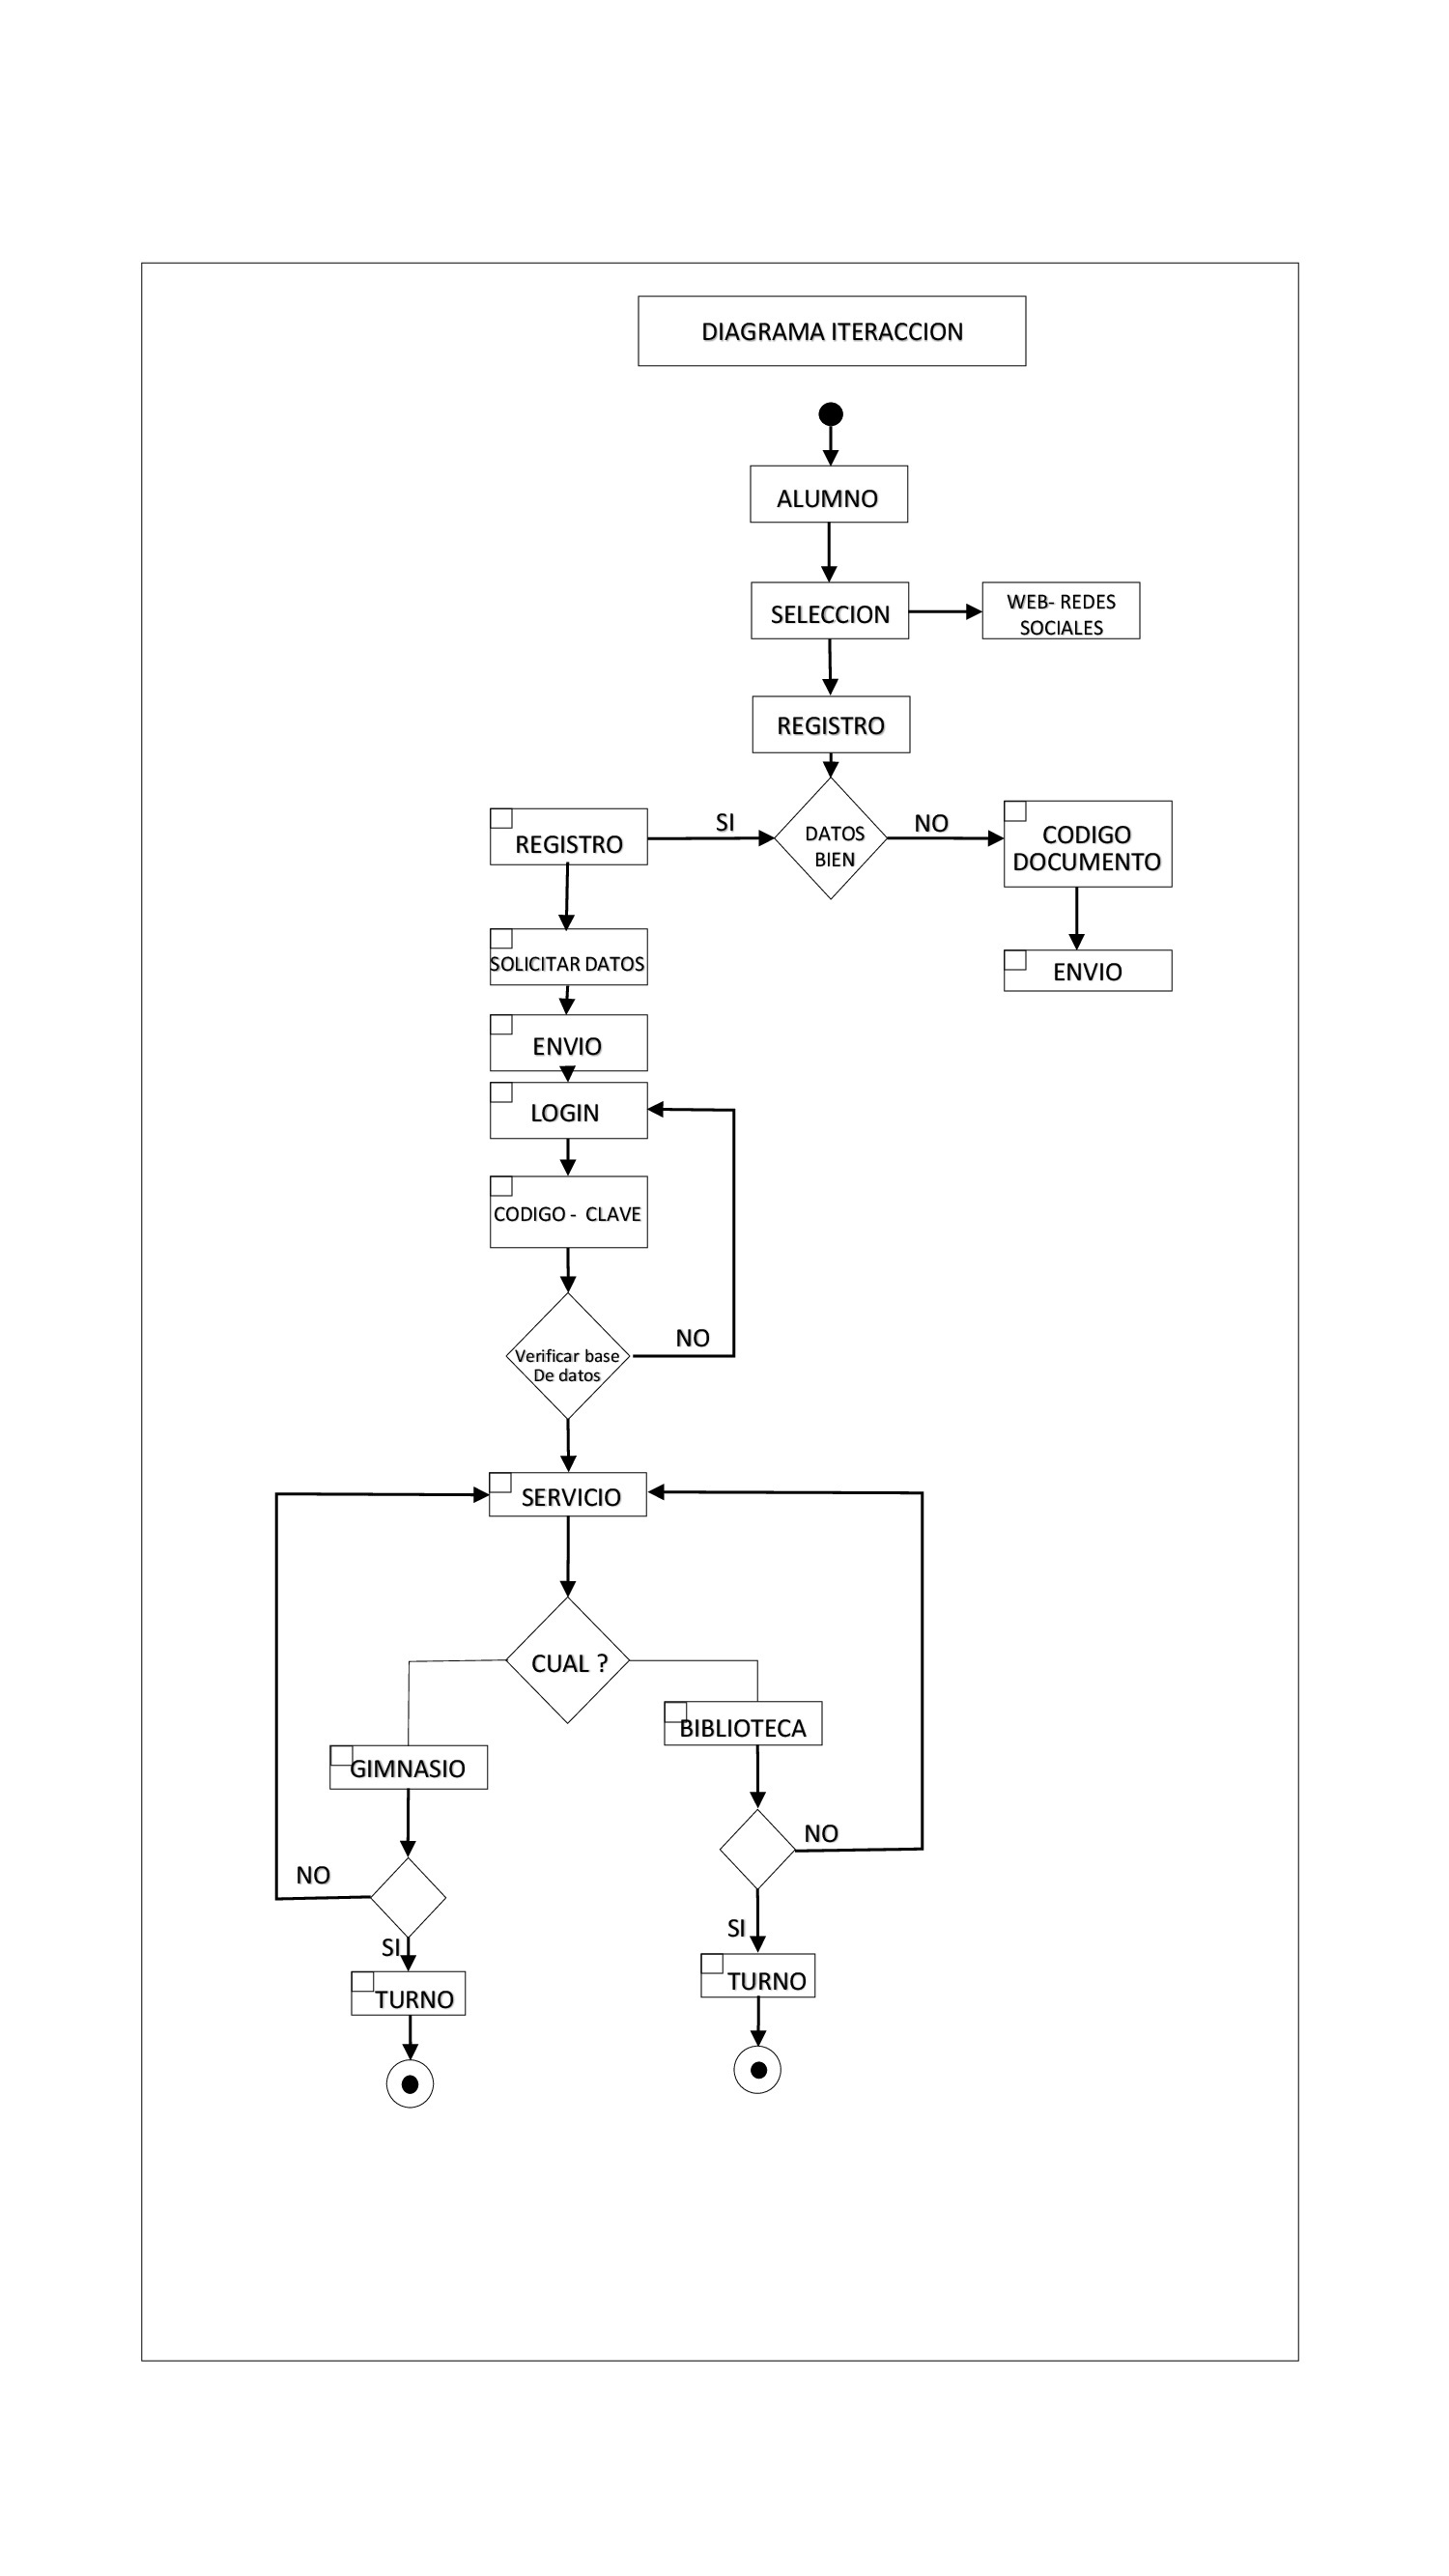 DIAGRAMA ITERACCION
ALUMNO
SELECCION
WEB- REDES
SOCIALES
REGISTRO
REGISTRO
SI
DATOS
BIEN
NO
CODIGO
DOCUMENTO
SOLICITAR DATOS
ENVIO
ENVIO
LOGIN
CODIGO - CLAVE
Verificar base
De datos
NO
SERVICIO
CUAL ?
BIBLIOTECA
GIMNASIO
NO
NO
SI
SI
TURNO
TURNO